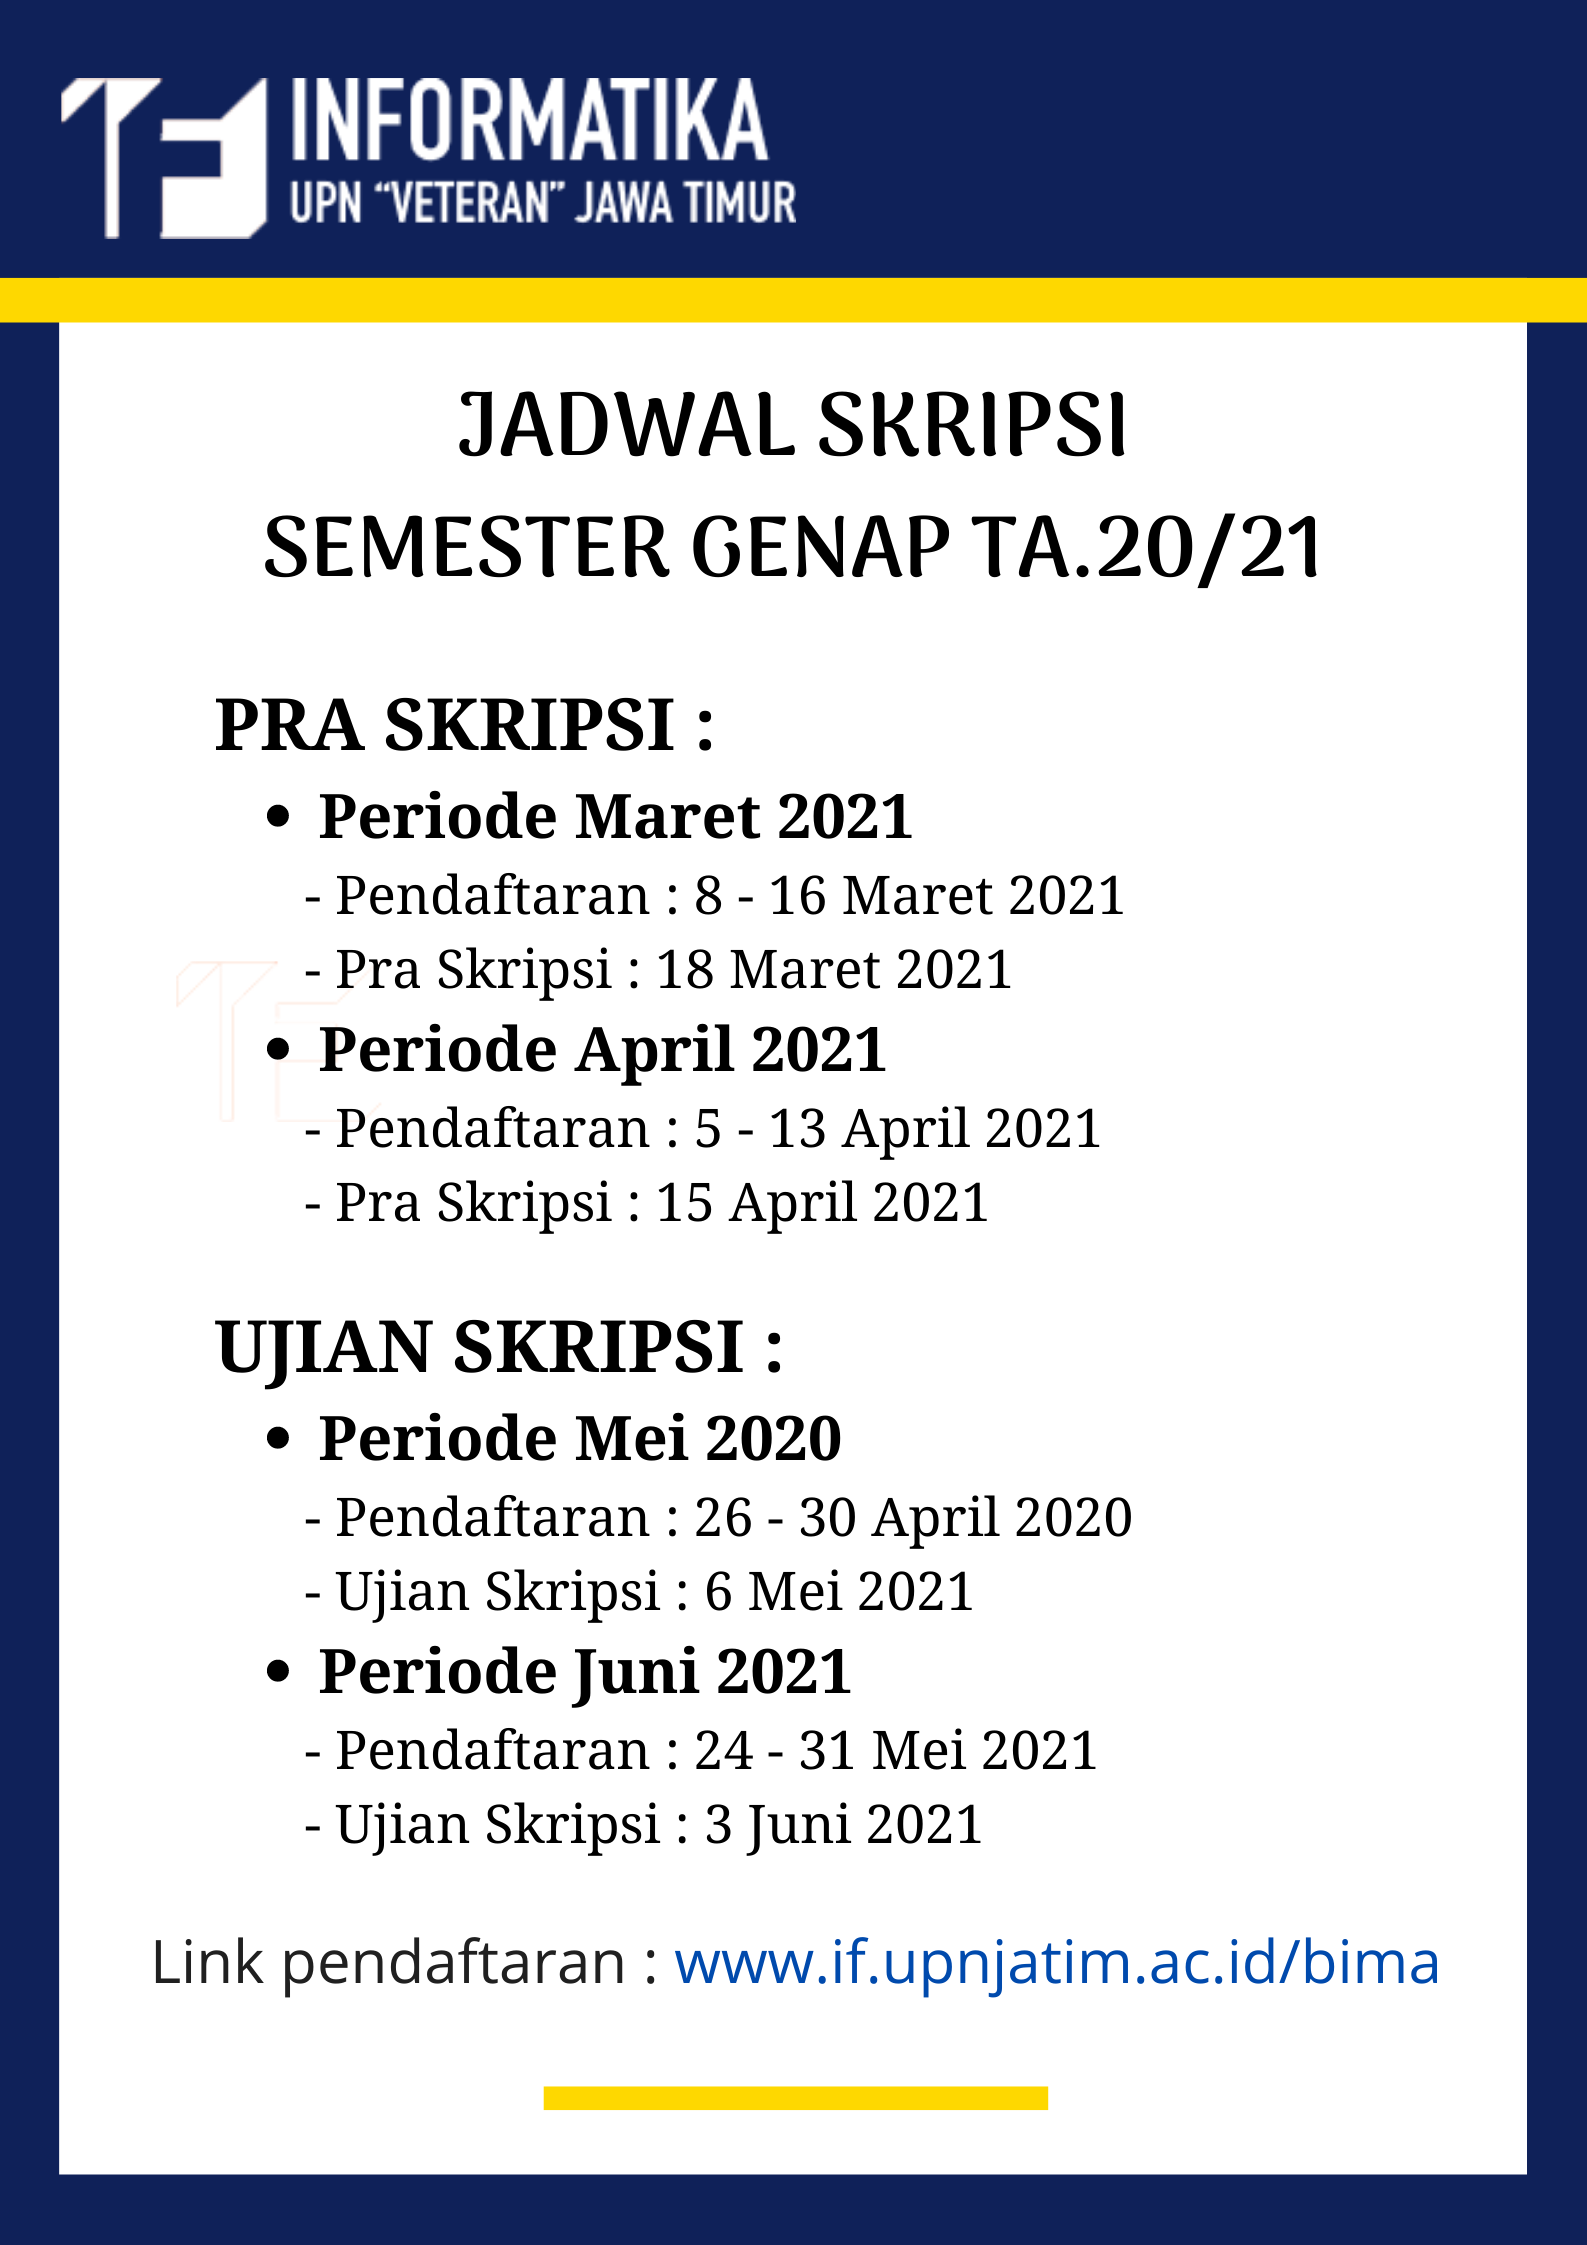 INFORMATIKA
UPN “VETERAN” JAWA TIMUR
JADWAL SKRIPSI
SEMESTER GENAP TA.20/21
PRA SKRIPSI :
• Periode Maret 2021
- Pendaftaran : 8 - 16 Maret 2021
- Pra Skripsi : 18 Maret 2021
• Periode April 2021
- Pendaftaran : 5 - 13 April 2021
- Pra Skripsi : 15 April 2021
UJIAN SKRIPSI :
• Periode Mei 2020
- Pendaftaran : 26 - 30 April 2020
- Ujian Skripsi : 6 Mei 2021
• Periode Juni 2021
- Pendaftaran : 24 - 31 Mei 2021
- Ujian Skripsi : 3 Juni 2021
Link pendaftaran : www.if.upnjatim.ac.id/bima